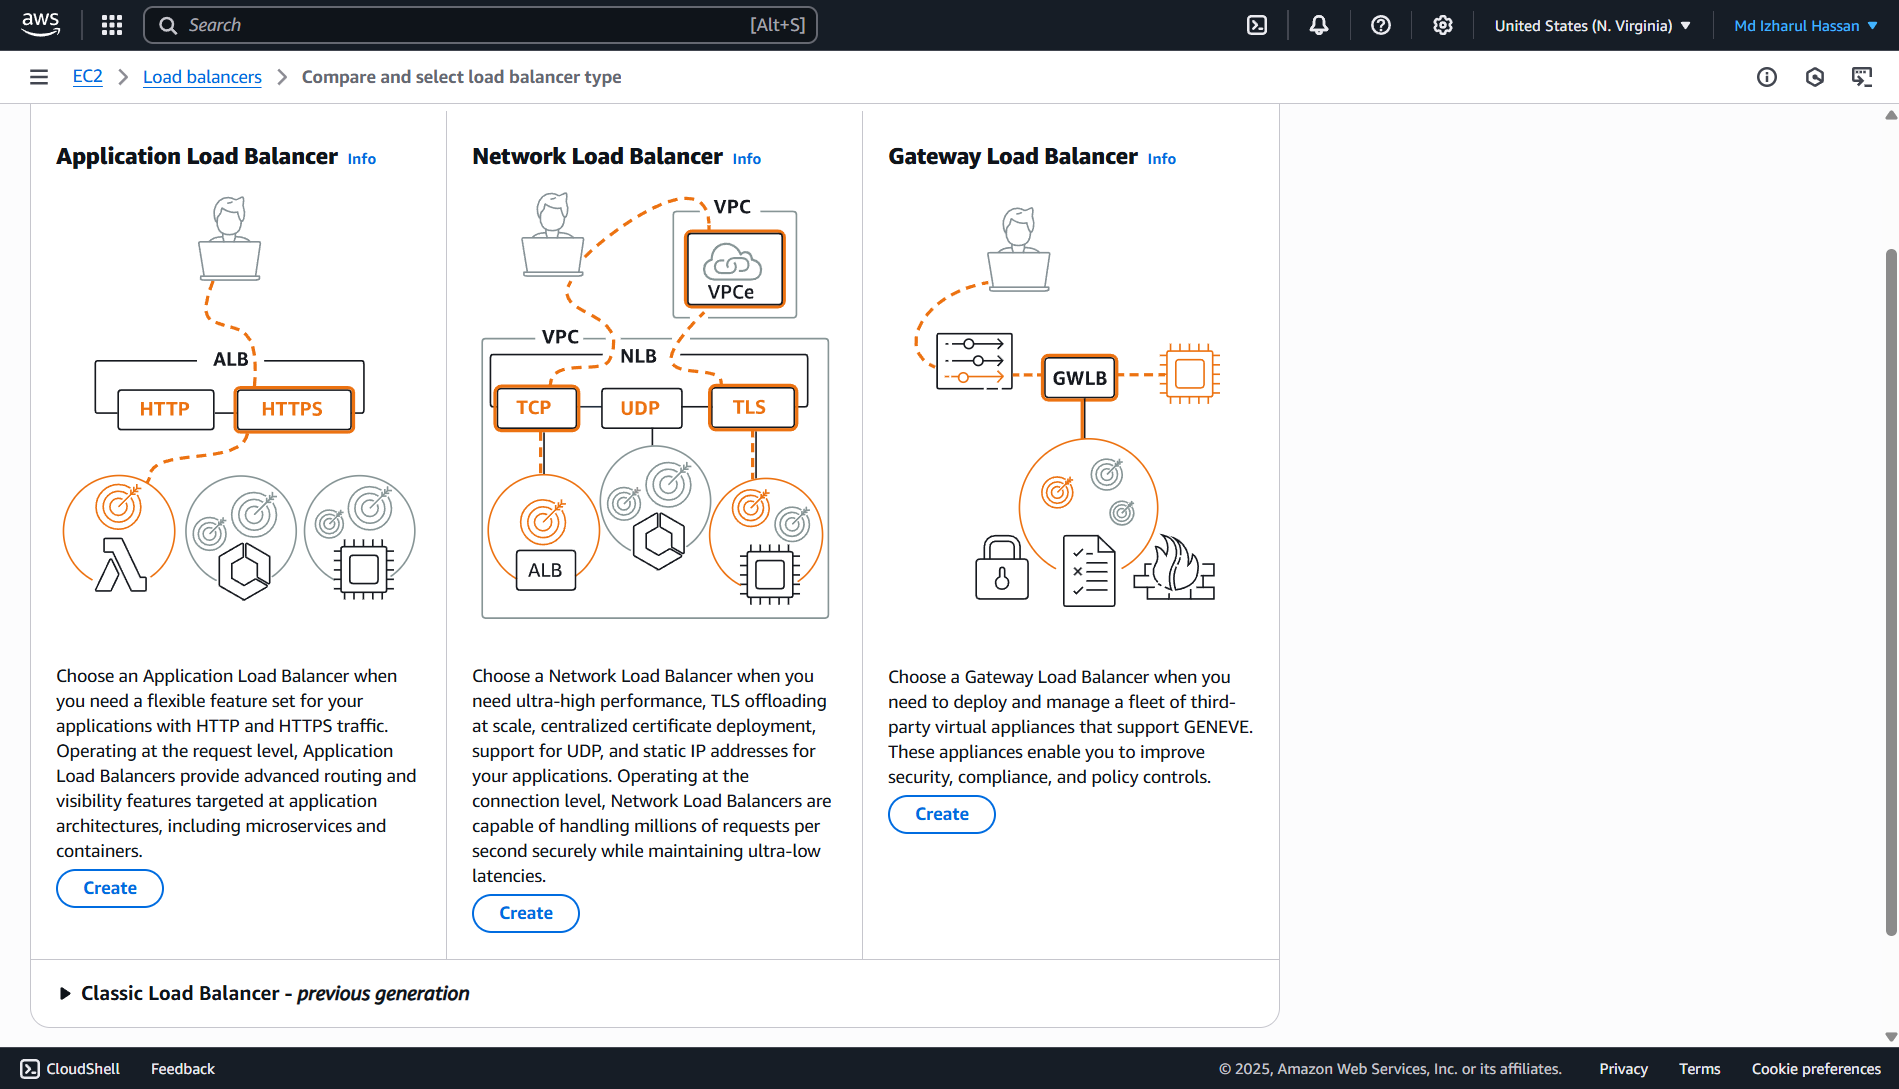 aws
Search [Alt+S]
United States (N. Virginia)
Md Izharul Hassan
EC2
Load balancers
Compare and select load balancer type
Application Load Balancer Info
ALB
HTTP
HTTPS
Choose an Application Load Balancer when
you need a flexible feature set for your
applications with HTTP and HTTPS traffic.
Operating at the request level, Application
Load Balancers provide advanced routing and
visibility features targeted at application
architectures, including microservices and
containers.
Create
Network Load Balancer Info
VPC
VPCe
VPC
NLB
TCP
UDP
TLS
ALB
Choose a Network Load Balancer when you
need ultra-high performance, TLS offloading
at scale, centralized certificate deployment,
support for UDP, and static IP addresses for
your applications. Operating at the
connection level, Network Load Balancers are
capable of handling millions of requests per
second securely while maintaining ultra-low
latencies.
Create
Gateway Load Balancer Info
GWLB
Choose a Gateway Load Balancer when you
need to deploy and manage a fleet of third-
party virtual appliances that support GENEVE.
These appliances enable you to improve
security, compliance, and policy controls.
Create
Classic Load Balancer - previous generation
CloudShell
Feedback
© 2025, Amazon Web Services, Inc. or its affiliates.
Privacy
Terms
Cookie preferences